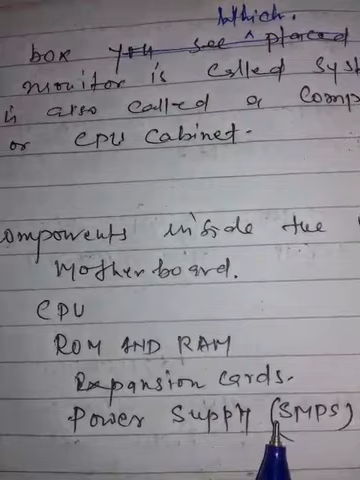 which.
box you see ^ placed
monitor is called Syst
is also called a Comp
or CPU Cabinet.
components inside the
Mother board.
CPU
ROM AND RAM
Expansion cards.
Power Supply (SMPS)